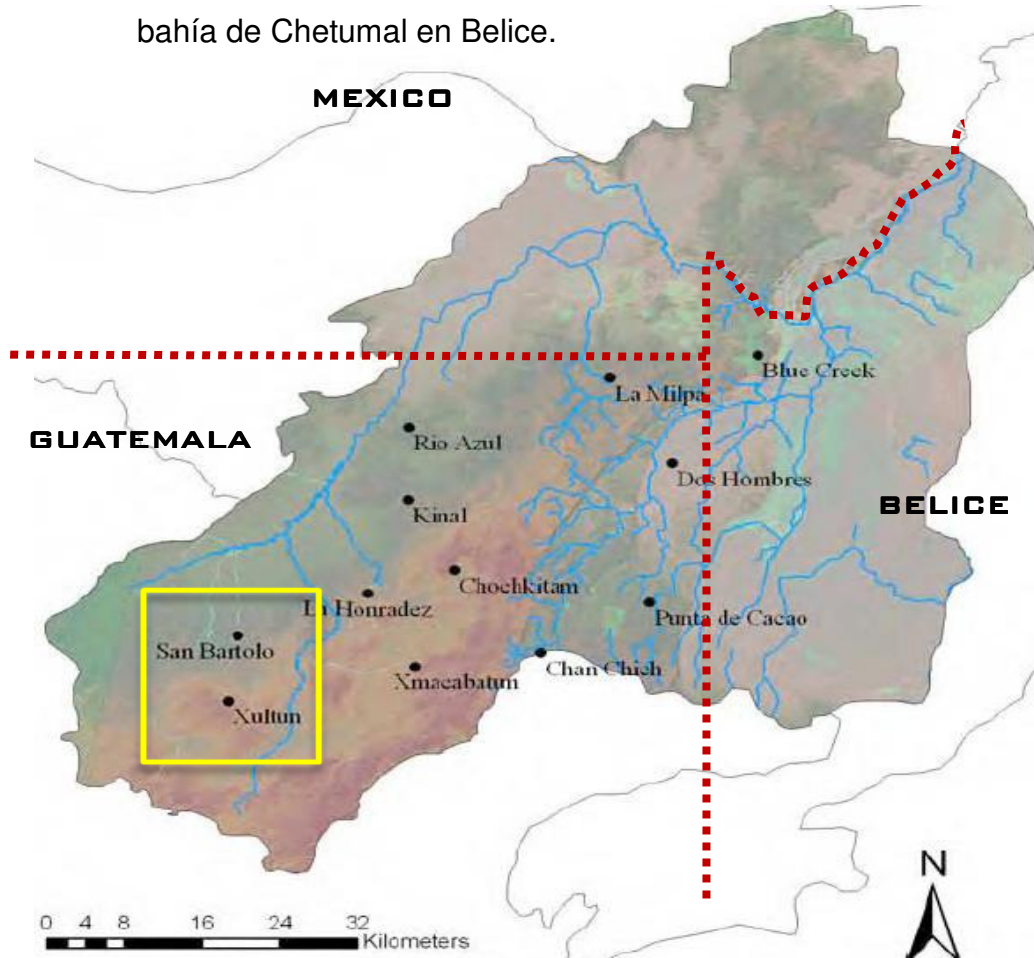 bahía de Chetumal en Belice.
MEXICO
Blue Creek
La Milpa
GUATEMALA
Rio Azul
Dos Hombres
Kinal
BELICE
Chochkitam
La Honradez
Punta de Cacao
San Bartolo
Xmacabatun
Chan Chich
Xultun
N
0 4 8 16 24 32
Kilometers